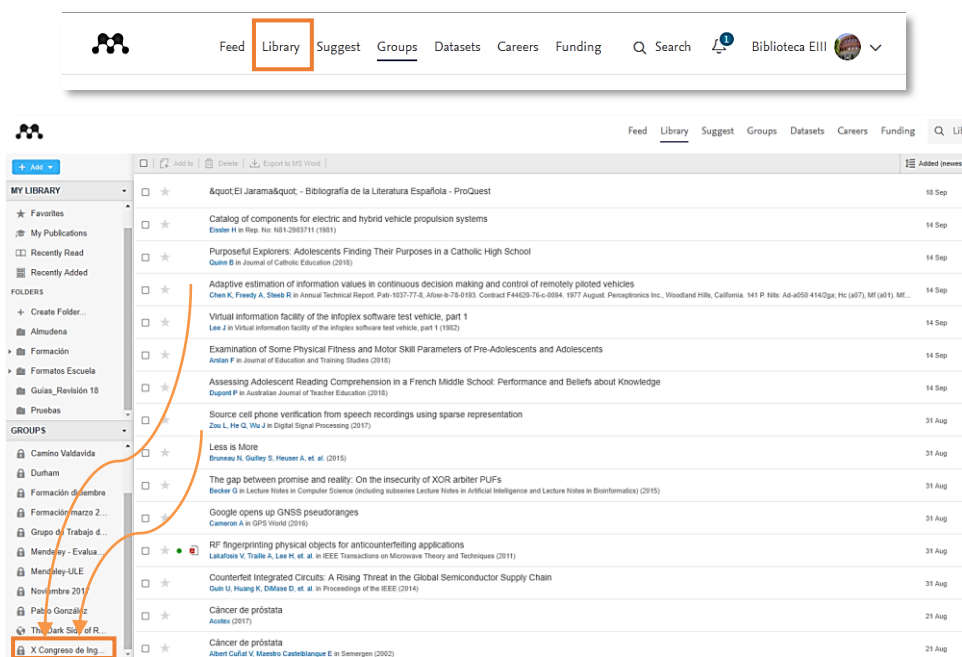 Feed Library Suggest Groups Datasets Careers Funding Search 1 Biblioteca EIII
Feed Library Suggest Groups Datasets Careers Funding Li
+ Add
Add to Delete Export to MS Word Added (newes
MY LIBRARY
Favorites
My Publications
Recently Read
Recently Added
FOLDERS
+ Create Folder...
Almudena
Formación
Formatos Escuela
Guías_Revisión 18
Pruebas
GROUPS
Camino Valdavida
Durham
Formación diciembre
Formación marzo 2...
Grupo de Trabajo d...
Mendeley - Evalua...
Mendeley-ULE
Noviembre 2017
Pablo González
The Dark Side of R...
X Congreso de Ing...
&quot;El Jarama&quot; - Bibliografía de la Literatura Española - ProQuest 18 Sep
Catalog of components for electric and hybrid vehicle propulsion systems
Eissler H in Rep. No: N81-2903711 (1981) 14 Sep
Purposeful Explorers: Adolescents Finding Their Purposes in a Catholic High School
Quinn B in Journal of Catholic Education (2018) 14 Sep
Adaptive estimation of information values in continuous decision making and control of remotely piloted vehicles
Chen K, Freedy A, Steeb R in Annual Technical Report. Patr-1037-77-8, Afosr-b-78-0193. Contract F44620-76-c-0094. 1977 August. Perceptronics Inc., Woodland Hills, California. 141 P. Nits: Ad-a050 414/2ga; Hc (a07), Mf (a01). Mf... 14 Sep
Virtual information facility of the infoplex software test vehicle, part 1
Lee J in Virtual information facility of the infoplex software test vehicle, part 1 (1982) 14 Sep
Examination of Some Physical Fitness and Motor Skill Parameters of Pre-Adolescents and Adolescents
Arslan F in Journal of Education and Training Studies (2018) 14 Sep
Assessing Adolescent Reading Comprehension in a French Middle School: Performance and Beliefs about Knowledge
Dupont P in Australian Journal of Teacher Education (2018) 14 Sep
Source cell phone verification from speech recordings using sparse representation
Zou L, He Q, Wu J in Digital Signal Processing (2017) 31 Aug
Less is More
Bruneau N, Guilley S, Heuser A, et. al. (2015) 31 Aug
The gap between promise and reality: On the insecurity of XOR arbiter PUFs
Becker G in Lecture Notes in Computer Science (including subseries Lecture Notes in Artificial Intelligence and Lecture Notes in Bioinformatics) (2015) 31 Aug
Google opens up GNSS pseudoranges
Cameron A in GPS World (2016) 31 Aug
RF fingerprinting physical objects for anticounterfeiting applications
Lakafosis V, Traille A, Lee H, et. al. in IEEE Transactions on Microwave Theory and Techniques (2011) 31 Aug
Counterfeit Integrated Circuits: A Rising Threat in the Global Semiconductor Supply Chain
Guin U, Huang K, DiMase D, et. al. in Proceedings of the IEEE (2014) 31 Aug
Cáncer de próstata
Acotex (2017) 21 Aug
Cáncer de próstata
Albert Cuñat V, Maestro Castelblanque E in Semergen (2002) 21 Aug